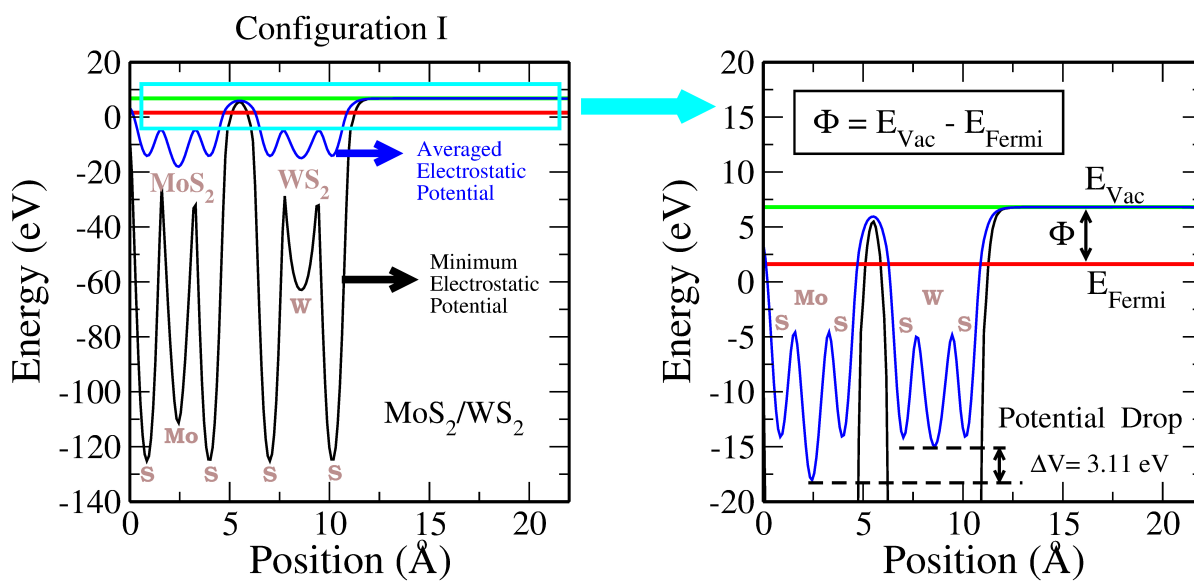 Configuration I
20
0
-20
-40
-60
-80
-100
-120
-140
Energy (eV)
0
5
10
15
20
Position (Å)
MoS2
WS2
Averaged
Electrostatic
Potential
Minimum
Electrostatic
Potential
W
Mo
S
S
S
S
MoS2/WS2
20
15
10
5
0
-5
-10
-15
-20
Energy (eV)
0
5
10
15
20
Position (Å)
Φ = EVac - EFermi
EVac
Φ
EFermi
Mo
W
S
S
S
S
Potential Drop
ΔV= 3.11 eV